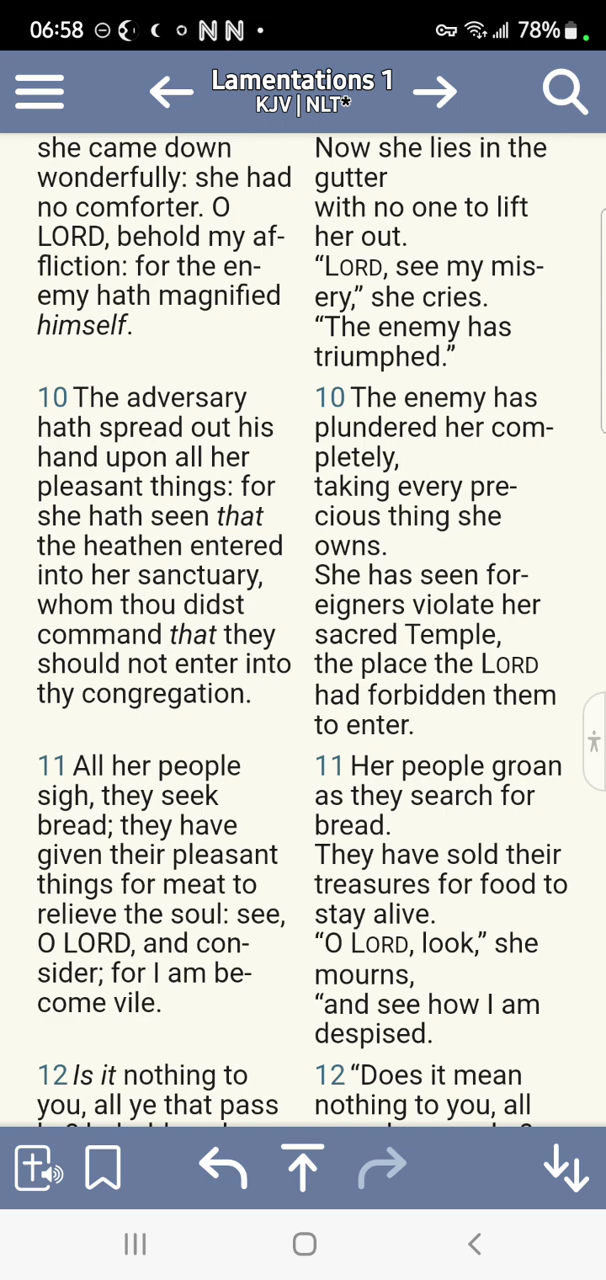 06:58
78%
Lamentations 1
KJV | NLT*
she came down
wonderfully: she had
no comforter. O
LORD, behold my af-
fliction: for the en-
emy hath magnified
himself.
10 The adversary
hath spread out his
hand upon all her
pleasant things: for
she hath seen that
the heathen entered
into her sanctuary,
whom thou didst
command that they
should not enter into
thy congregation.
11 All her people
sigh, they seek
bread; they have
given their pleasant
things for meat to
relieve the soul: see,
O LORD, and con-
sider; for I am be-
come vile.
12 Is it nothing to
you, all ye that pass
Now she lies in the
gutter
with no one to lift
her out.
“LORD, see my mis-
ery,” she cries.
“The enemy has
triumphed.”
10 The enemy has
plundered her com-
pletely,
taking every pre-
cious thing she
owns.
She has seen for-
eigners violate her
sacred Temple,
the place the LORD
had forbidden them
to enter.
11 Her people groan
as they search for
bread.
They have sold their
treasures for food to
stay alive.
“O LORD, look,” she
mourns,
“and see how I am
despised.
12 “Does it mean
nothing to you, all